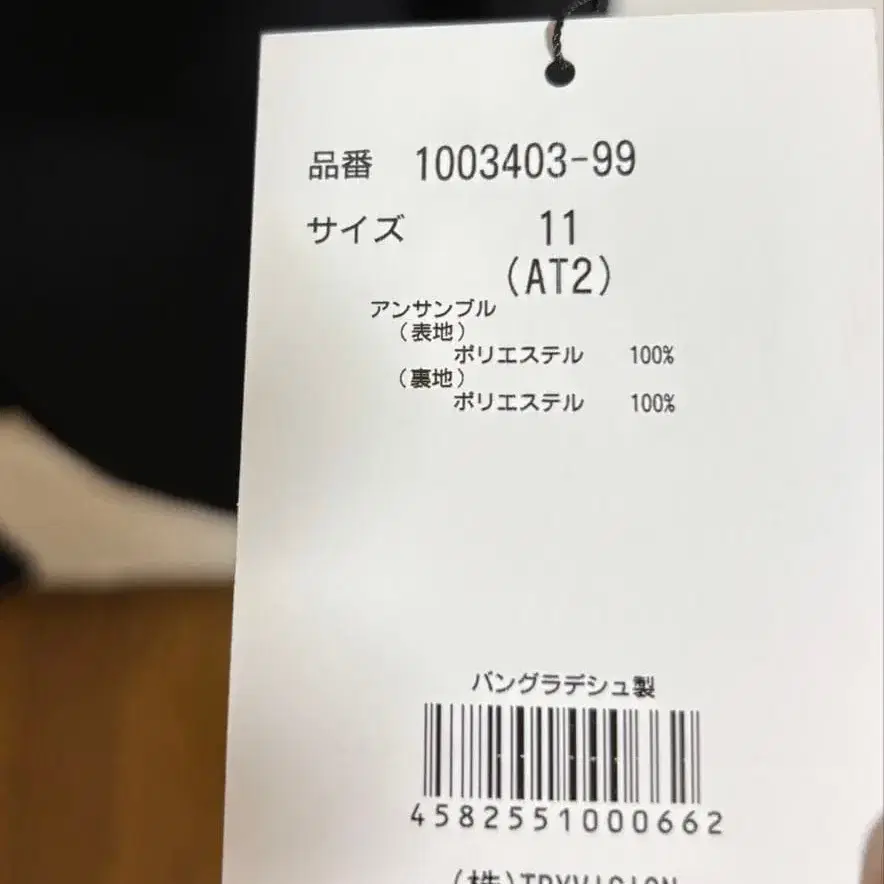 品番 1003403-99
サイズ 11
(AT2)
アンサンブル
(表地)
ポリエステル 100%
(裏地)
ポリエステル 100%
バングラデシュ製
4582551000662
(株)